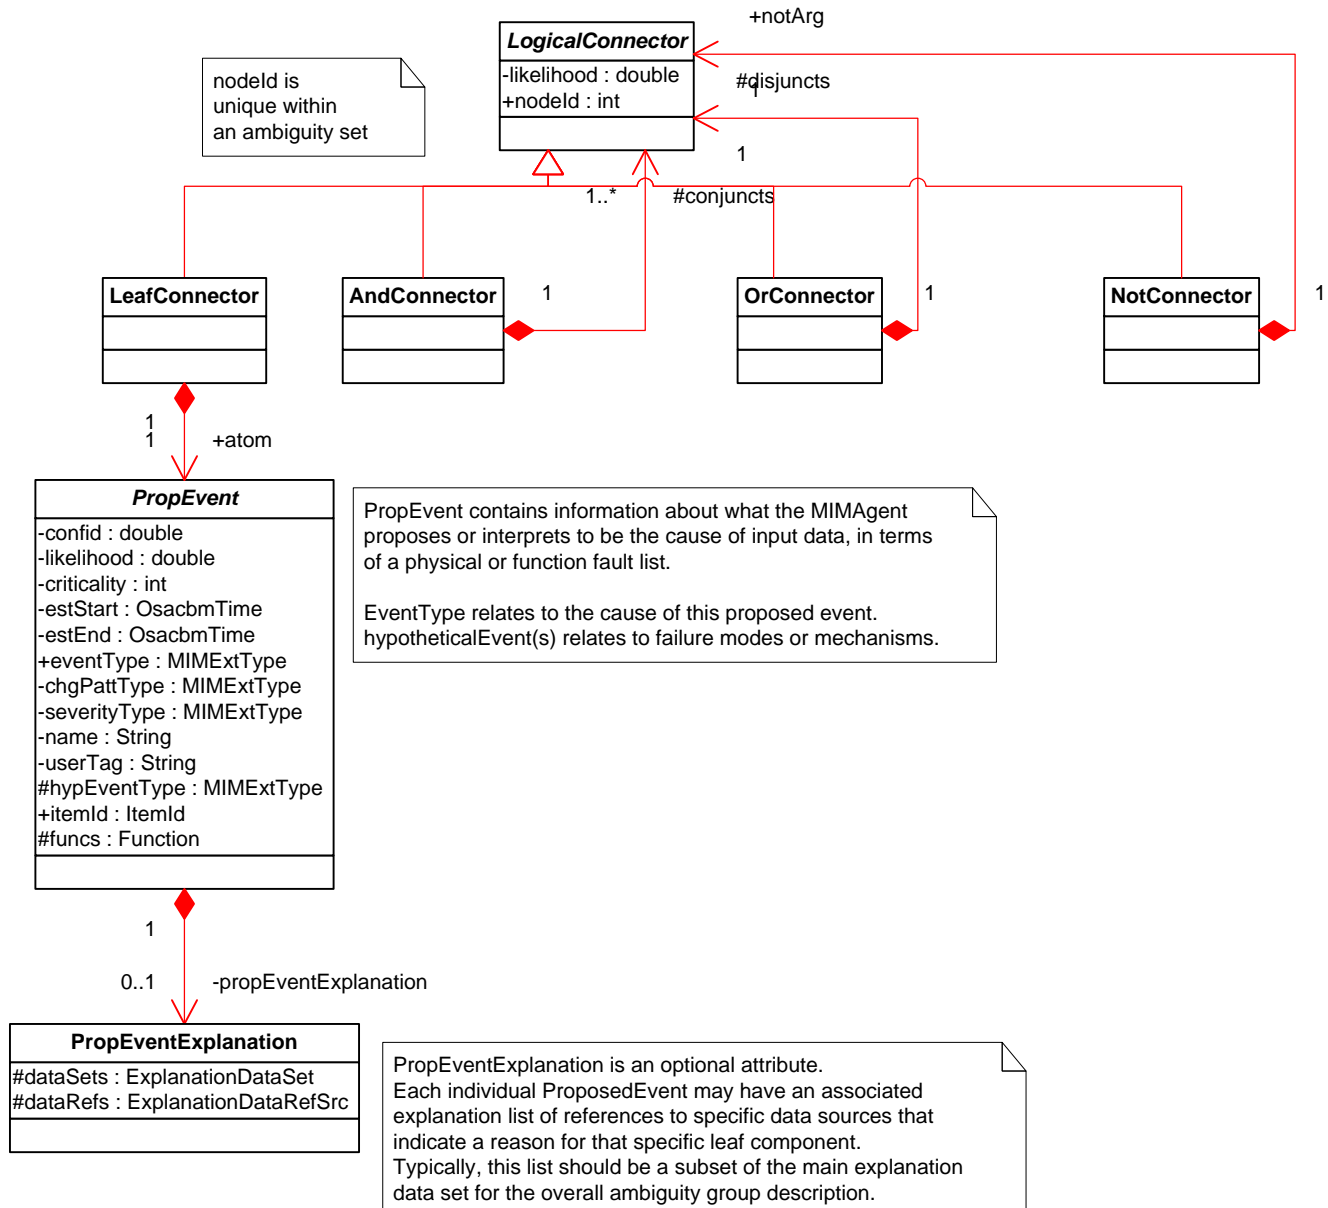 +notArg
LogicalConnector
-likelihood : double
+nodeId : int
#disjuncts
1
nodeId is
unique within
an ambiguity set
1
1..*
#conjuncts
LeafConnector
AndConnector
1
OrConnector
1
NotConnector
1
1
1
+atom
PropEvent
-confid : double
-likelihood : double
-criticality : int
-estStart : OsacbmTime
-estEnd : OsacbmTime
+eventType : MIMExtType
-chgPattType : MIMExtType
-severityType : MIMExtType
-name : String
-userTag : String
#hypEventType : MIMExtType
+itemId : ItemId
#funcs : Function
PropEvent contains information about what the MIMAgent
proposes or interprets to be the cause of input data, in terms
of a physical or function fault list.
EventType relates to the cause of this proposed event.
hypotheticalEvent(s) relates to failure modes or mechanisms.
1
0..1
-propEventExplanation
PropEventExplanation
#dataSets : ExplanationDataSet
#dataRefs : ExplanationDataRefSrc
PropEventExplanation is an optional attribute.
Each individual ProposedEvent may have an associated
explanation list of references to specific data sources that
indicate a reason for that specific leaf component.
Typically, this list should be a subset of the main explanation
data set for the overall ambiguity group description.